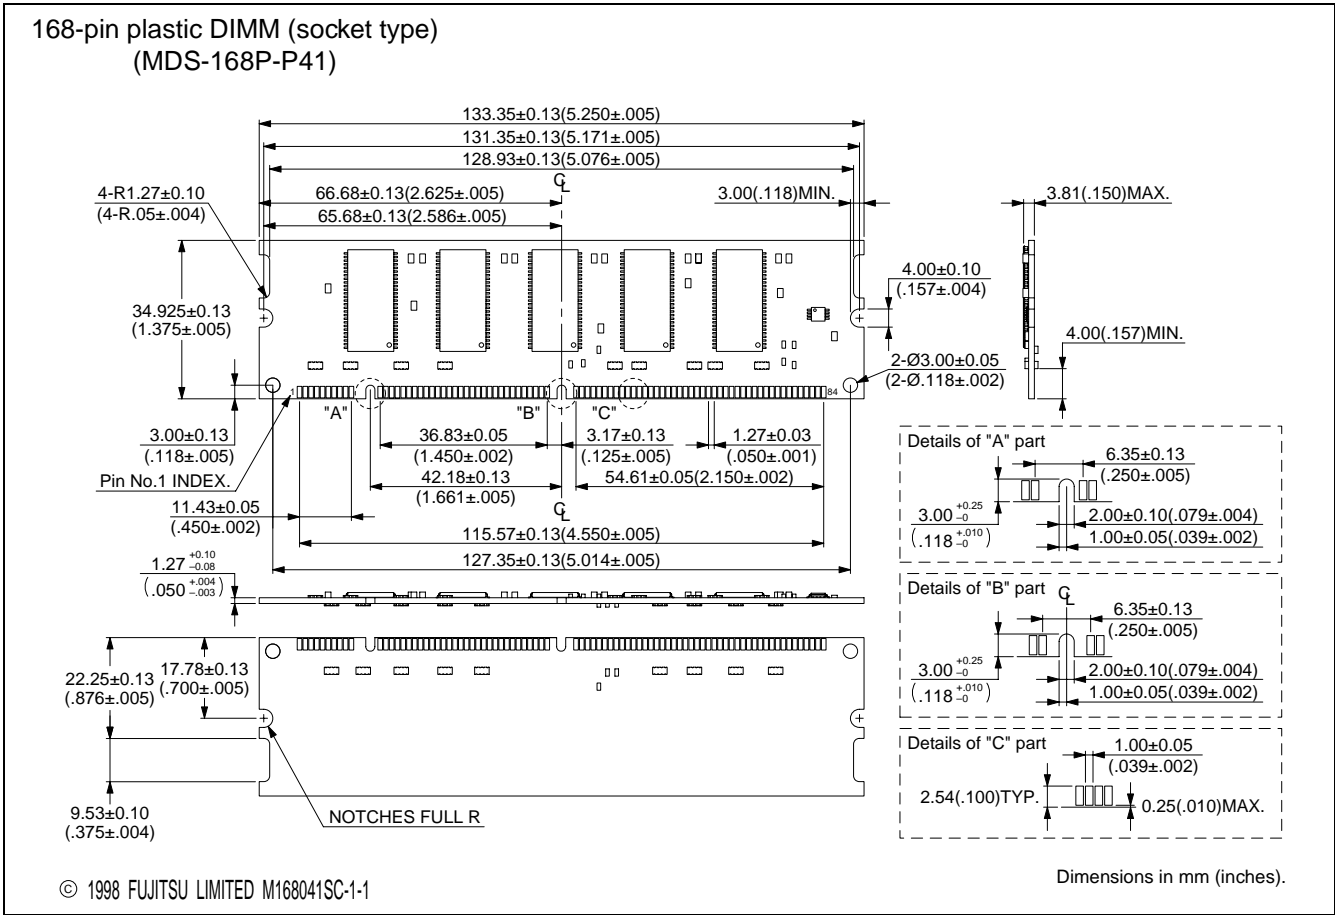 168-pin plastic DIMM (socket type)
(MDS-168P-P41)
133.35±0.13(5.250±.005)
131.35±0.13(5.171±.005)
128.93±0.13(5.076±.005)
4-R1.27±0.10
(4-R.05±.004)
66.68±0.13(2.625±.005)
65.68±0.13(2.586±.005)
CL
3.00(.118)MIN.
3.81(.150)MAX.
34.925±0.13
(1.375±.005)
4.00±0.10
(.157±.004)
4.00(.157)MIN.
2-Ø3.00±0.05
(2-Ø.118±.002)
1
84
"A"
"B"
"C"
3.00±0.13
(.118±.005)
36.83±0.05
(1.450±.002)
3.17±0.13
(.125±.005)
1.27±0.03
(.050±.001)
Pin No.1 INDEX.
42.18±0.13
(1.661±.005)
54.61±0.05(2.150±.002)
11.43±0.05
(.450±.002)
CL
115.57±0.13(4.550±.005)
127.35±0.13(5.014±.005)
1.27 +0.10 –0.08
(.050 +.004 –.003)
22.25±0.13
(.876±.005)
17.78±0.13
(.700±.005)
9.53±0.10
(.375±.004)
NOTCHES FULL R
Details of "A" part
6.35±0.13
(.250±.005)
3.00 +0.25 –0
(.118 +.010 –0)
2.00±0.10(.079±.004)
1.00±0.05(.039±.002)
Details of "B" part
CL
6.35±0.13
(.250±.005)
3.00 +0.25 –0
(.118 +.010 –0)
2.00±0.10(.079±.004)
1.00±0.05(.039±.002)
Details of "C" part
1.00±0.05
(.039±.002)
2.54(.100)TYP.
0.25(.010)MAX.
© 1998 FUJITSU LIMITED M168041SC-1-1
Dimensions in mm (inches).